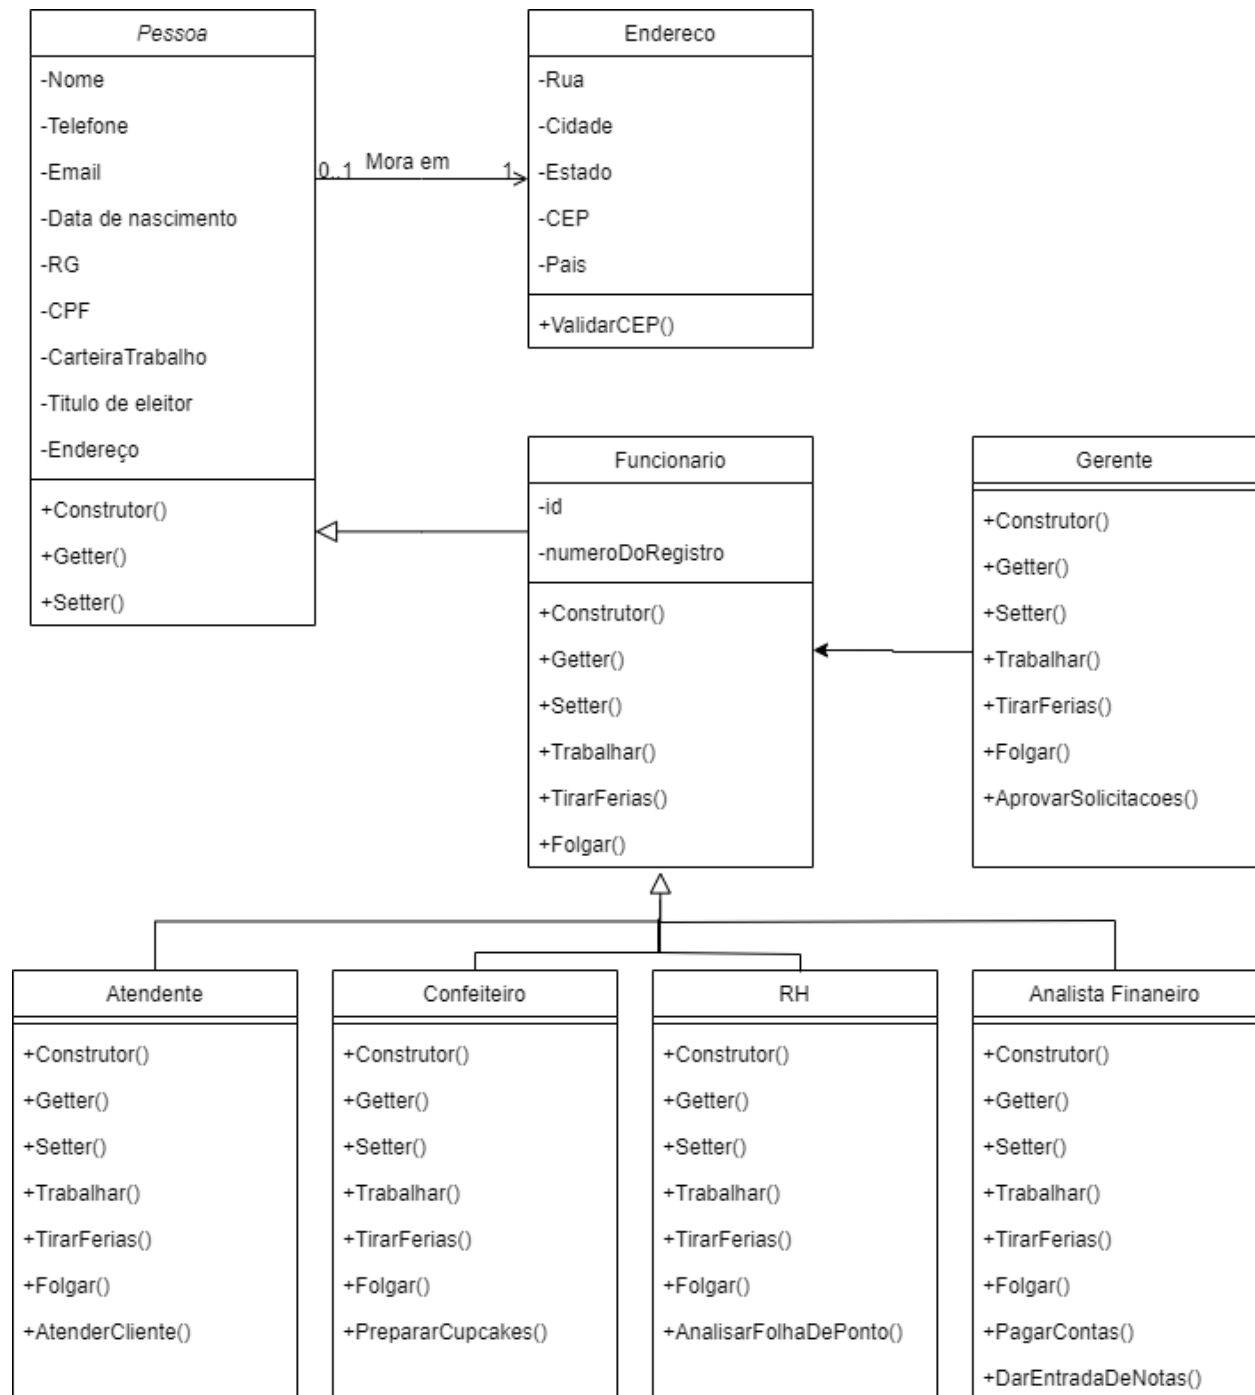 Pessoa
-Nome
-Telefone
-Email
-Data de nascimento
-RG
-CPF
-CarteiraTrabalho
-Titulo de eleitor
-Endereço
+Construtor()
+Getter()
+Setter()
0..1 Mora em 1
Endereco
-Rua
-Cidade
-Estado
-CEP
-Pais
+ValidarCEP()
Funcionario
-id
-numeroDoRegistro
+Construtor()
+Getter()
+Setter()
+Trabalhar()
+TirarFerias()
+Folgar()
Gerente
+Construtor()
+Getter()
+Setter()
+Trabalhar()
+TirarFerias()
+Folgar()
+AprovarSolicitacoes()
Atendente
+Construtor()
+Getter()
+Setter()
+Trabalhar()
+TirarFerias()
+Folgar()
+AtenderCliente()
Confeiteiro
+Construtor()
+Getter()
+Setter()
+Trabalhar()
+TirarFerias()
+Folgar()
+PrepararCupcakes()
RH
+Construtor()
+Getter()
+Setter()
+Trabalhar()
+TirarFerias()
+Folgar()
+AnalisarFolhaDePonto()
Analista Finaneiro
+Construtor()
+Getter()
+Setter()
+Trabalhar()
+TirarFerias()
+Folgar()
+PagarContas()
+DarEntradaDeNotas()